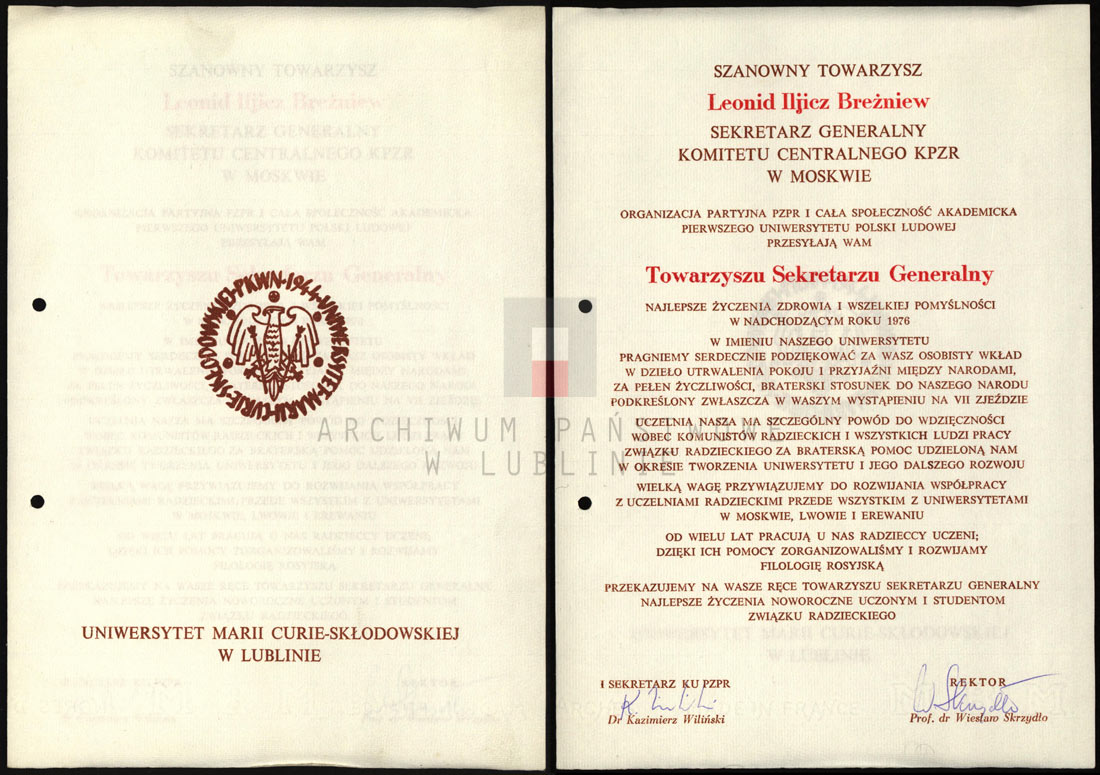 PKWN·1944·UNIWERSYTET·MARII·CURIE·SKŁODOWSKIEJ
UNIWERSYTET MARII CURIE-SKŁODOWSKIEJ
W LUBLINIE
SZANOWNY TOWARZYSZ
Leonid Iljicz Breżniew
SEKRETARZ GENERALNY
KOMITETU CENTRALNEGO KPZR
W MOSKWIE
ORGANIZACJA PARTYJNA PZPR I CAŁA SPOŁECZNOŚĆ AKADEMICKA
PIERWSZEGO UNIWERSYTETU POLSKI LUDOWEJ
PRZESYŁAJĄ WAM
Towarzyszu Sekretarzu Generalny
NAJLEPSZE ŻYCZENIA ZDROWIA I WSZELKIEJ POMYŚLNOŚCI
W NADCHODZĄCYM ROKU 1976
W IMIENIU NASZEGO UNIWERSYTETU
PRAGNIEMY SERDECZNIE PODZIĘKOWAĆ ZA WASZ OSOBISTY WKŁAD
W DZIEŁO UTRWALENIA POKOJU I PRZYJAŹNI MIĘDZY NARODAMI,
ZA PEŁEN ŻYCZLIWOŚCI, BRATERSKI STOSUNEK DO NASZEGO NARODU
PODKREŚLONY ZWŁASZCZA W WASZYM WYSTĄPIENIU NA VII ZJEŹDZIE
UCZELNIA NASZA MA SZCZEGÓLNY POWÓD DO WDZIĘCZNOŚCI
WOBEC KOMUNISTÓW RADZIECKICH I WSZYSTKICH LUDZI PRACY
ZWIĄZKU RADZIECKIEGO ZA BRATERSKĄ POMOC UDZIELONĄ NAM
W OKRESIE TWORZENIA UNIWERSYTETU I JEGO DALSZEGO ROZWOJU
WIELKĄ WAGĘ PRZYWIĄZUJEMY DO ROZWIJANIA WSPÓŁPRACY
Z UCZELNIAMI RADZIECKIMI PRZEDE WSZYSTKIM Z UNIWERSYTETAMI
W MOSKWIE, LWOWIE I EREWANIU
OD WIELU LAT PRACUJĄ U NAS RADZIECCY UCZENI;
DZIĘKI ICH POMOCY ZORGANIZOWALIŚMY I ROZWIJAMY
FILOLOGIĘ ROSYJSKĄ
PRZEKAZUJEMY NA WASZE RĘCE TOWARZYSZU SEKRETARZU GENERALNY
NAJLEPSZE ŻYCZENIA NOWOROCZNE UCZONYM I STUDENTOM
ZWIĄZKU RADZIECKIEGO
I SEKRETARZ KU PZPR
Dr Kazimierz Wiliński
REKTOR
Prof. dr Wiesław Skrzydło
ARCHIWUM PAŃSTWOWE
W LUBLINIE